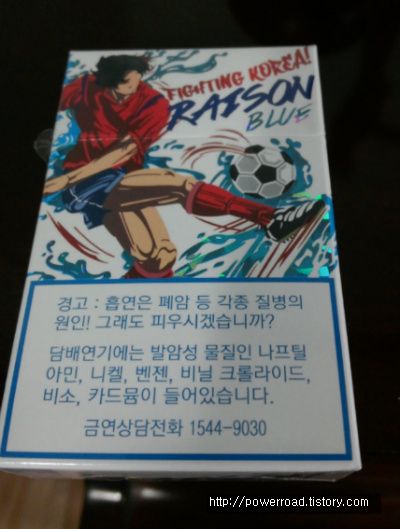 FIGHTING KOREA!
RAISON
BLUE
경고 : 흡연은 폐암 등 각종 질병의
원인! 그래도 피우시겠습니까?
담배연기에는 발암성 물질인 나프틸
아민, 니켈, 벤젠, 비닐 크롤라이드,
비소, 카드뮴이 들어있습니다.
금연상담전화 1544-9030
http://powerroad.tistory.com